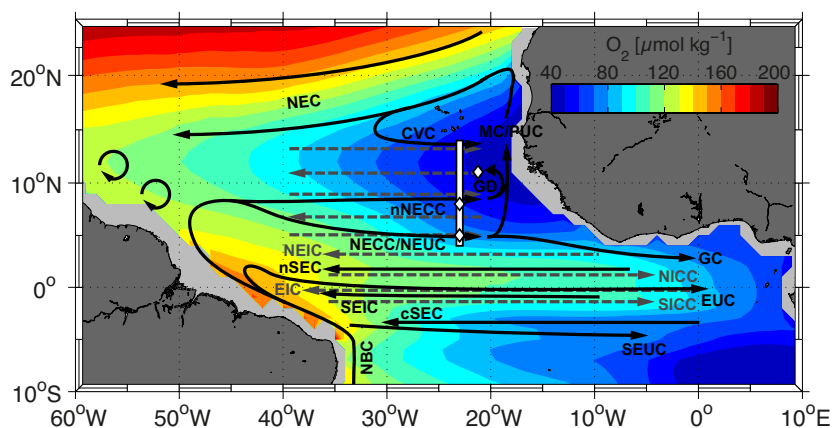 O₂ [µmol kg⁻¹]
40 80 120 160 200
20°N
10°N
0°
10°S
NEC
CVC
MC/PUC
GD
nNECC
NECC/NEUC
NEIC
GC
nSEC
NICC
EIC
EUC
SEIC
SICC
cSEC
SEUC
NBC
60°W 50°W 40°W 30°W 20°W 10°W 0° 10°E